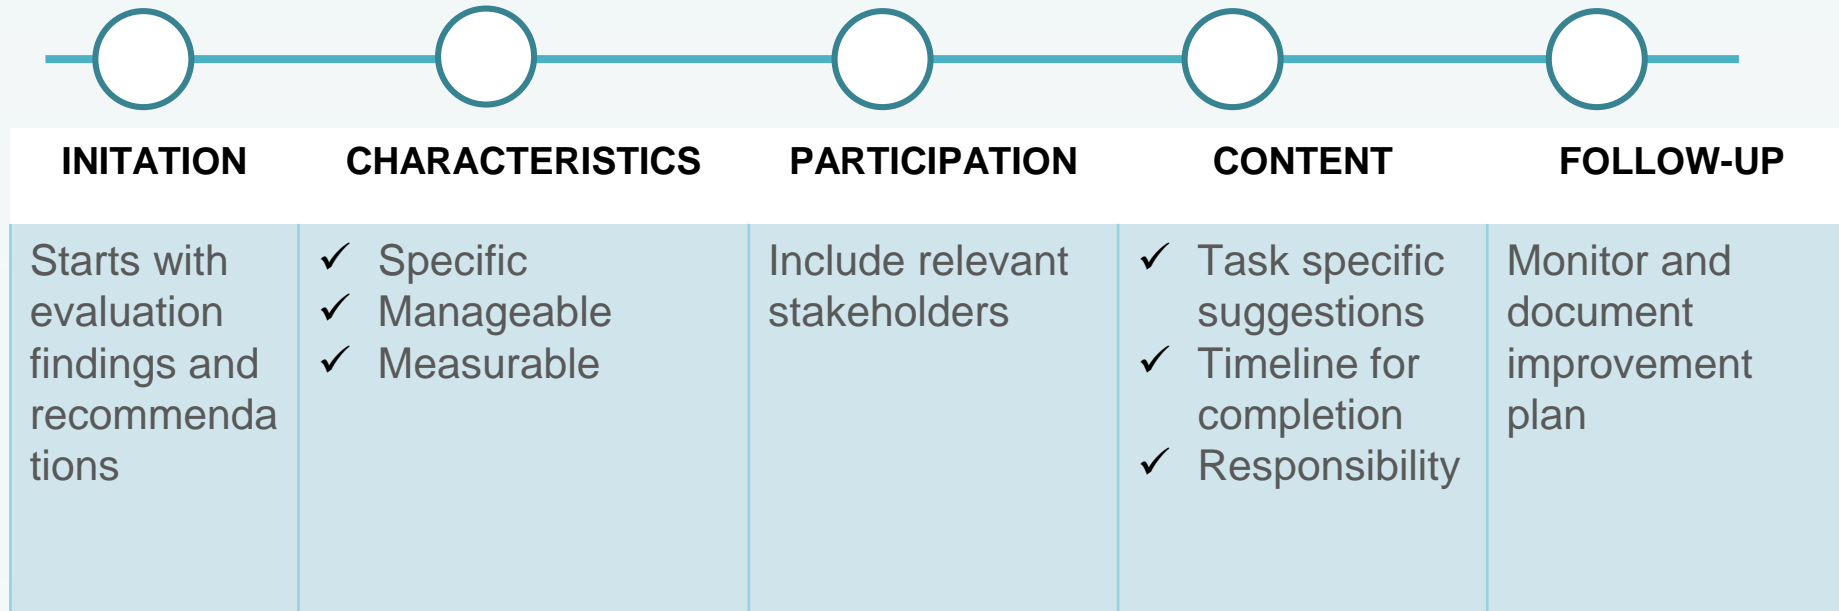 INITATION
CHARACTERISTICS
PARTICIPATION
CONTENT
FOLLOW-UP
Starts with
evaluation
findings and
recommenda
tions
✓ Specific
✓ Manageable
✓ Measurable
Include relevant
stakeholders
✓ Task specific
suggestions
✓ Timeline for
completion
✓ Responsibility
Monitor and
document
improvement
plan